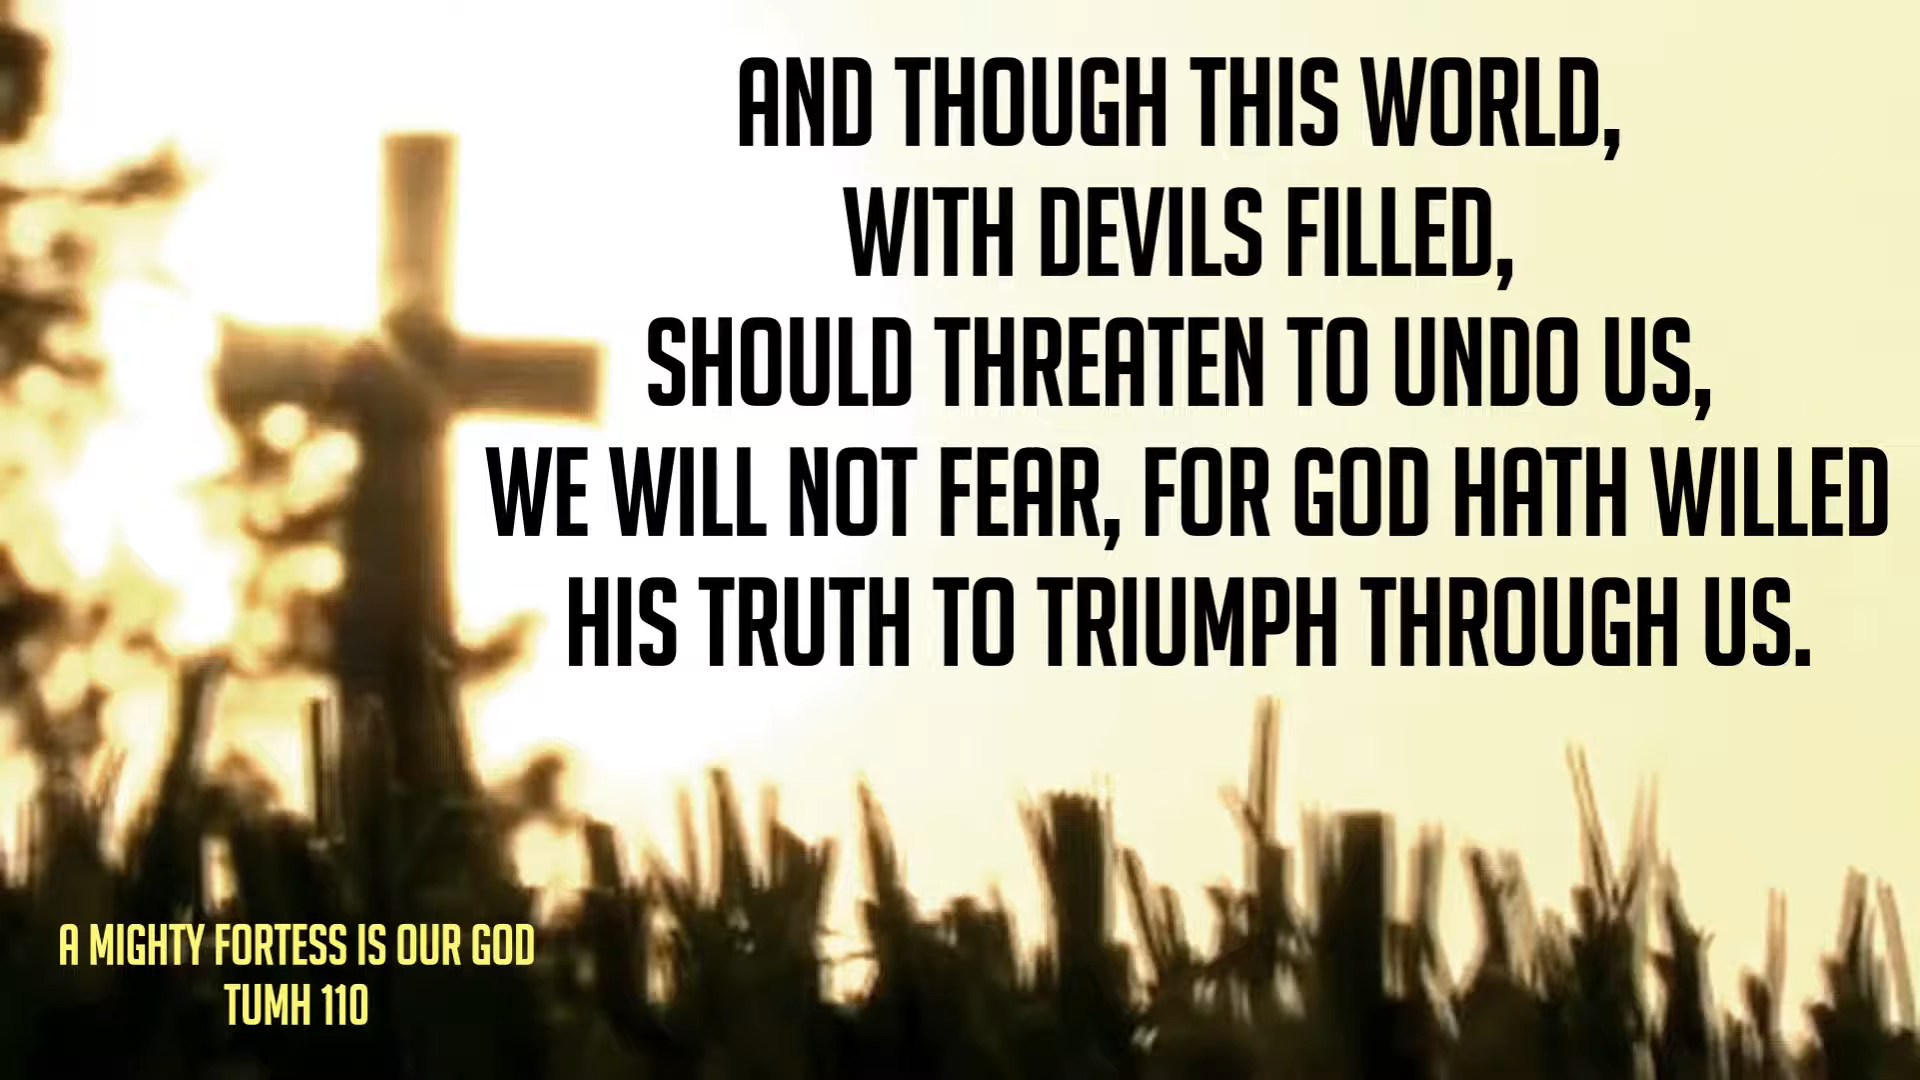 AND THOUGH THIS WORLD,
WITH DEVILS FILLED,
SHOULD THREATEN TO UNDO US,
WE WILL NOT FEAR, FOR GOD HATH WILLED
HIS TRUTH TO TRIUMPH THROUGH US.
A MIGHTY FORTESS IS OUR GOD
TUMH 110